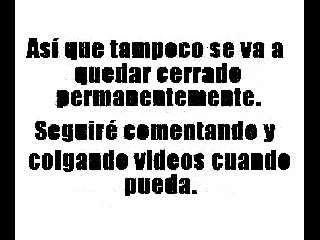 Así que tampoco se va a
quedar cerrado
permanentemente.
Seguiré comentando y
colgando videos cuando
pueda.